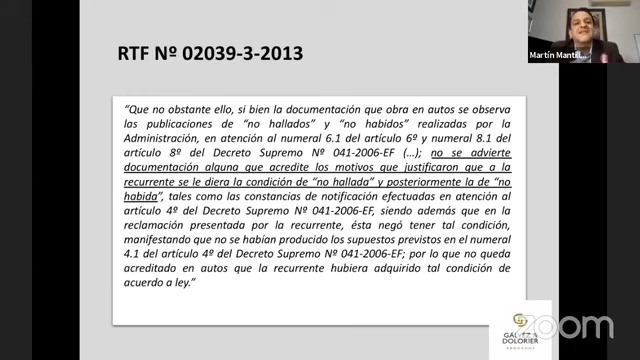 RTF Nº 02039-3-2013
Martín Mantill...
“Que no obstante ello, si bien la documentación que obra en autos se observa
las publicaciones de “no hallados” y “no habidos” realizadas por la
Administración, en atención al numeral 6.1 del artículo 6º y numeral 8.1 del
artículo 8º del Decreto Supremo Nº 041-2006-EF (...); no se advierte
documentación alguna que acredite los motivos que justificaron que a la
recurrente se le diera la condición de “no hallada” y posteriormente la de “no
habida”, tales como las constancias de notificación efectuadas en atención al
artículo 4º del Decreto Supremo Nº 041-2006-EF, siendo además que en la
reclamación presentada por la recurrente, ésta negó tener tal condición,
manifestando que no se habían producido los supuestos previstos en el numeral
4.1 del artículo 4º del Decreto Supremo Nº 041-2006-EF; por lo que no queda
acreditado en autos que la recurrente hubiera adquirido tal condición de
acuerdo a ley.”
zoom
DOLORIER
ABOGADOS